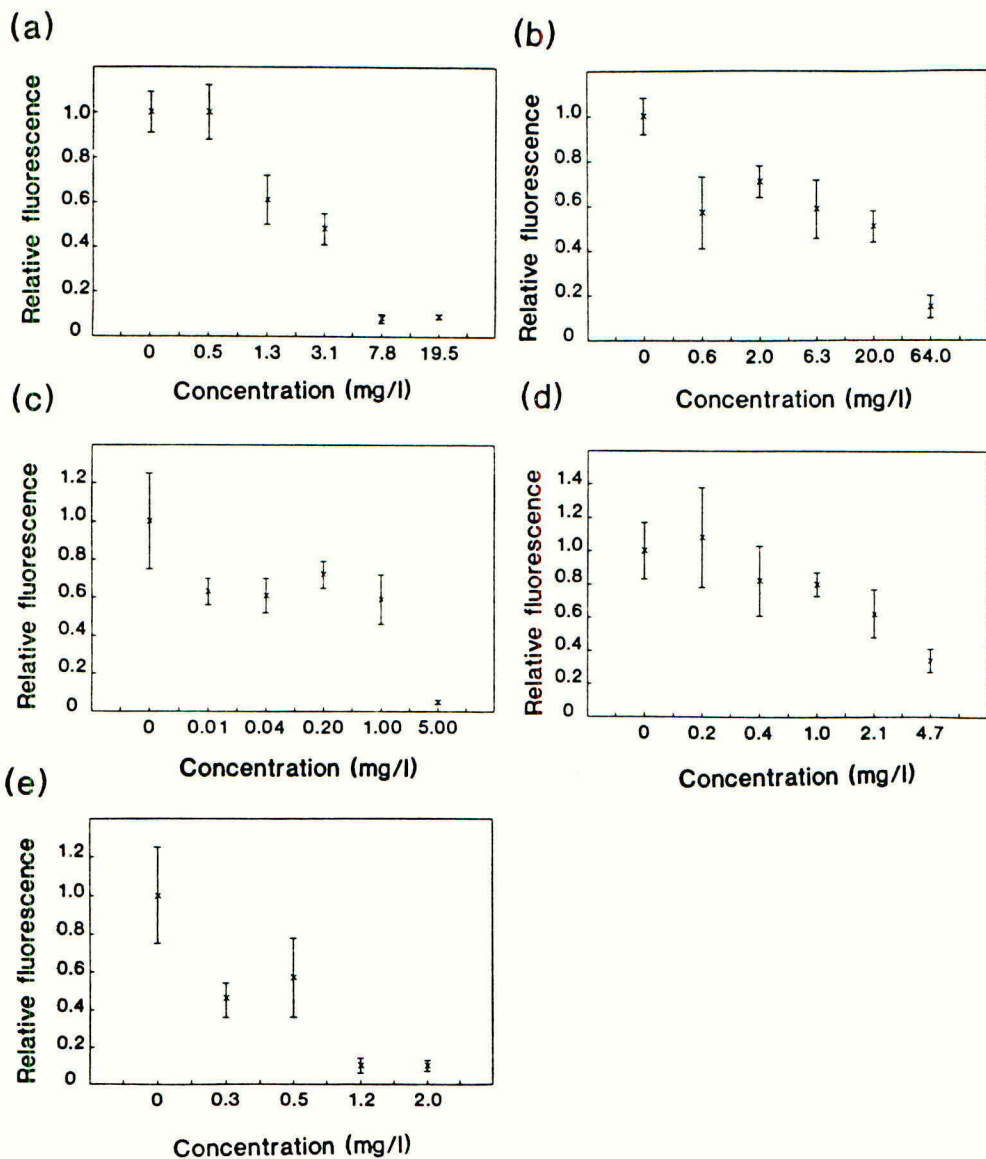 (a)
Relative fluorescence
1.0
0.8
0.6
0.4
0.2
0
0 0.5 1.3 3.1 7.8 19.5
Concentration (mg/l)
(b)
Relative fluorescence
1.0
0.8
0.6
0.4
0.2
0
0 0.6 2.0 6.3 20.0 64.0
Concentration (mg/l)
(c)
Relative fluorescence
1.2
1.0
0.8
0.6
0.4
0.2
0
0 0.01 0.04 0.20 1.00 5.00
Concentration (mg/l)
(d)
Relative fluorescence
1.4
1.2
1.0
0.8
0.6
0.4
0.2
0
0 0.2 0.4 1.0 2.1 4.7
Concentration (mg/l)
(e)
Relative fluorescence
1.2
1.0
0.8
0.6
0.4
0.2
0
0 0.3 0.5 1.2 2.0
Concentration (mg/l)